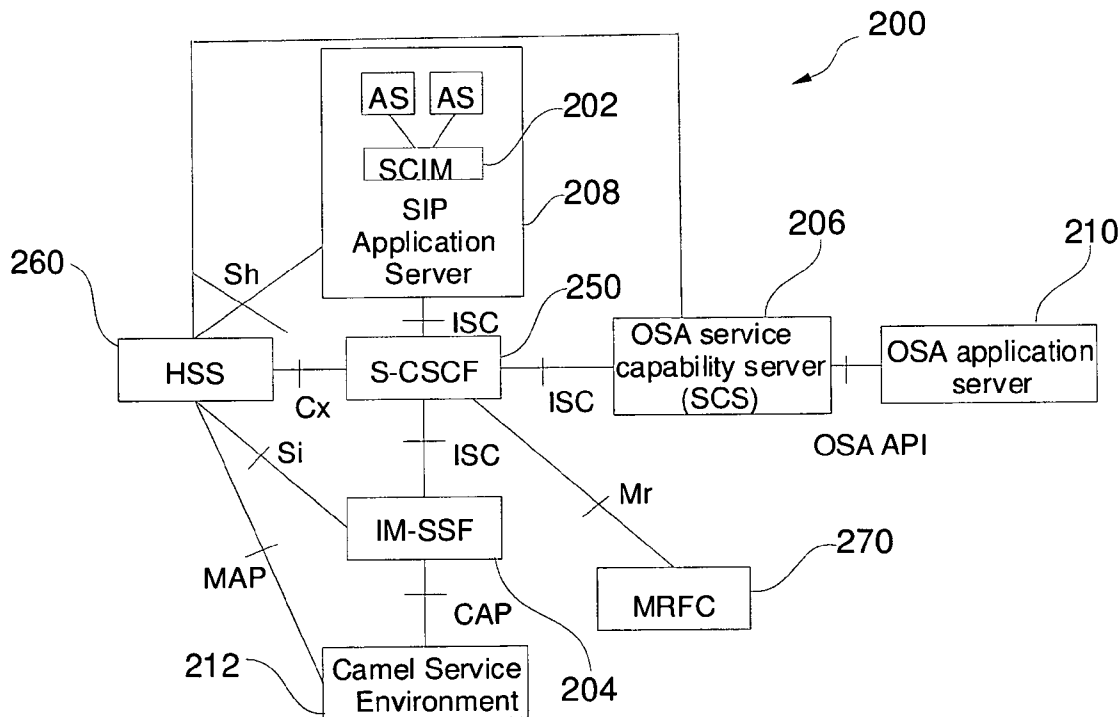 200
AS AS
202
SCIM
208
SIP
Application
Server
206
210
260
Sh
250
ISC
HSS
S-CSCF
OSA service
capability server
(SCS)
OSA application
server
Cx
ISC
OSA API
Si
ISC
Mr
IM-SSF
270
MAP
CAP
MRFC
212
Camel Service
Environment
204